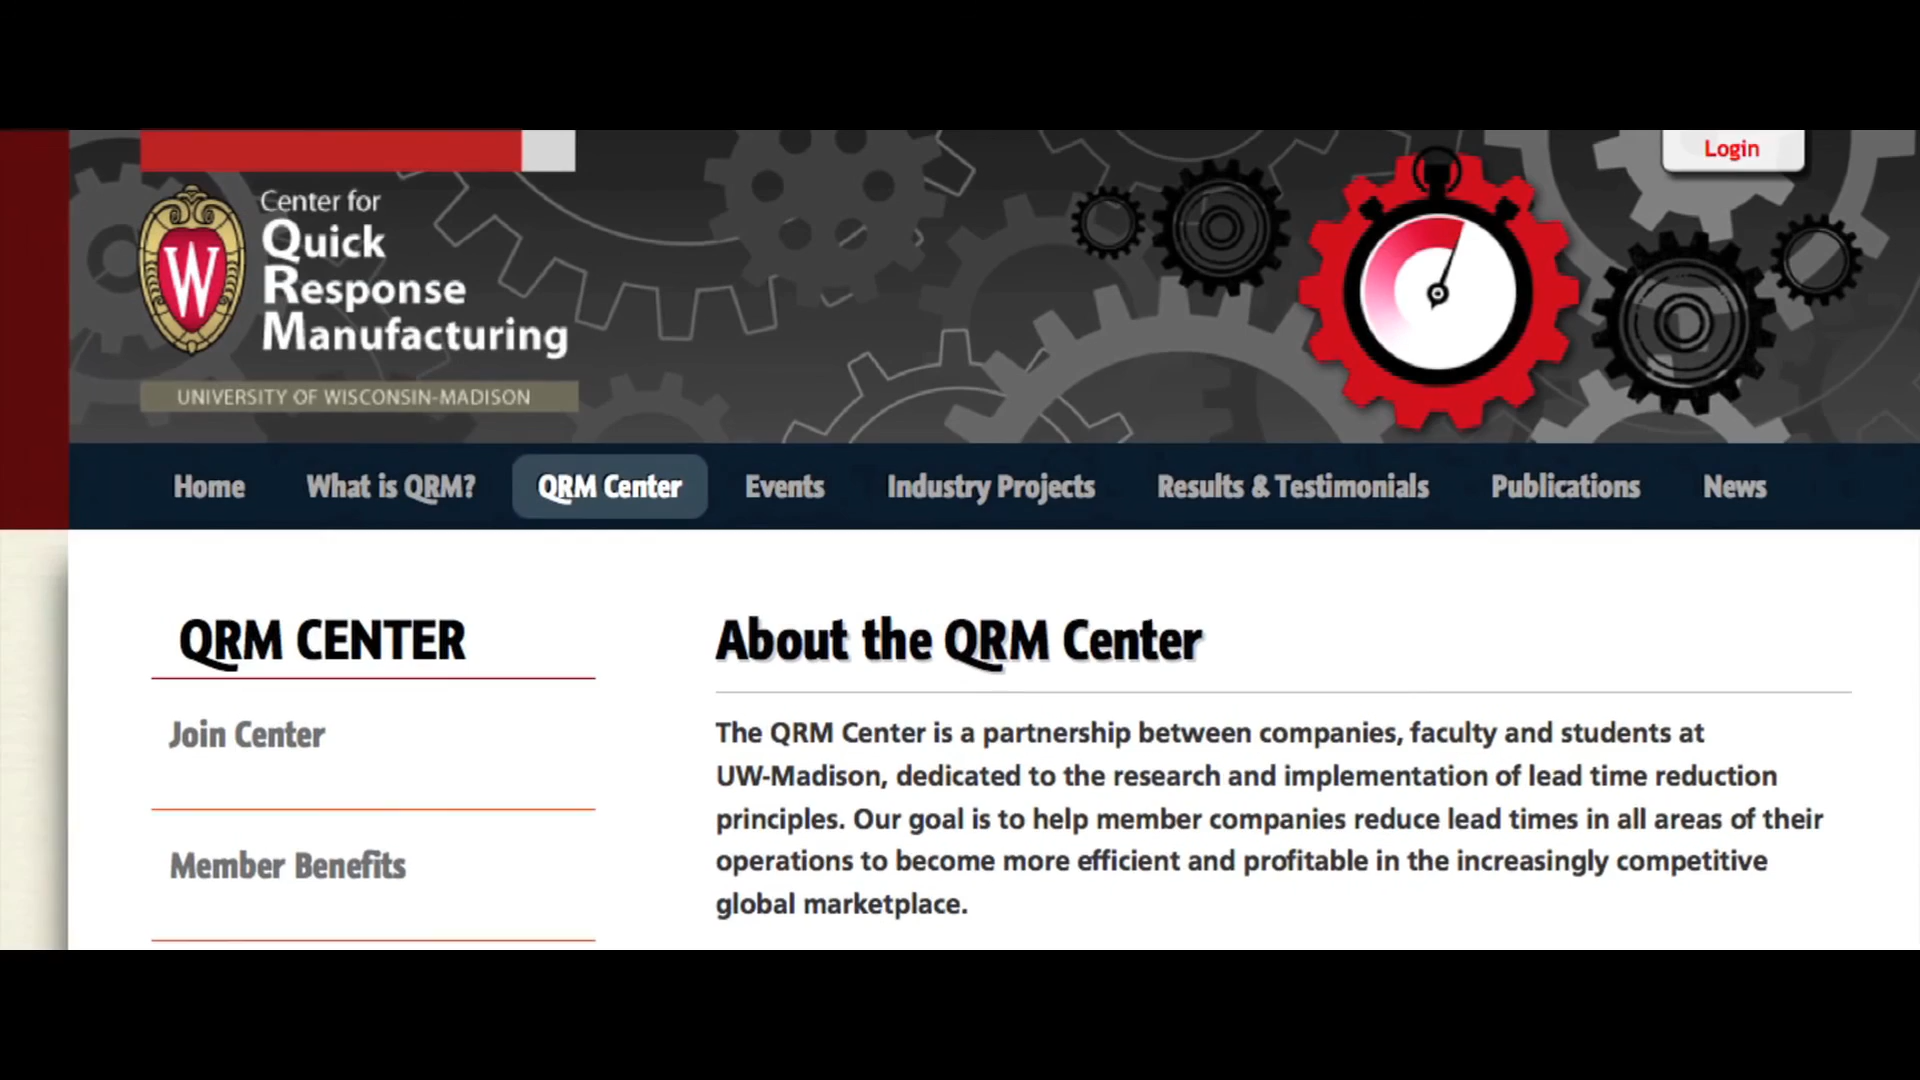 Login
W
Center for
Quick
Response
Manufacturing
UNIVERSITY OF WISCONSIN-MADISON
Home What is QRM? QRM Center Events Industry Projects Results & Testimonials Publications News
QRM CENTER
Join Center
Member Benefits
About the QRM Center
The QRM Center is a partnership between companies, faculty and students at
UW-Madison, dedicated to the research and implementation of lead time reduction
principles. Our goal is to help member companies reduce lead times in all areas of their
operations to become more efficient and profitable in the increasingly competitive
global marketplace.